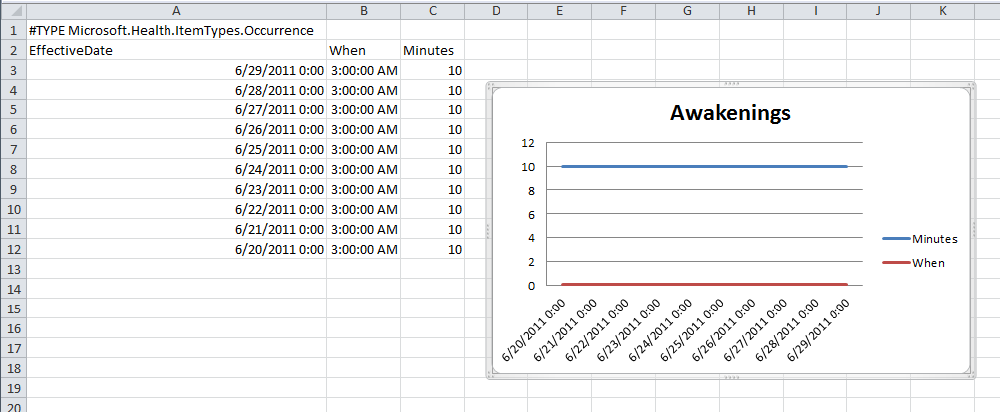 A B C D E F G H I J K
1 #TYPE Microsoft.Health.ItemTypes.Occurrence
2 EffectiveDate When Minutes
3 6/29/2011 0:00 3:00:00 AM 10
4 6/28/2011 0:00 3:00:00 AM 10
5 6/27/2011 0:00 3:00:00 AM 10
6 6/26/2011 0:00 3:00:00 AM 10
7 6/25/2011 0:00 3:00:00 AM 10
8 6/24/2011 0:00 3:00:00 AM 10
9 6/23/2011 0:00 3:00:00 AM 10
10 6/22/2011 0:00 3:00:00 AM 10
11 6/21/2011 0:00 3:00:00 AM 10
12 6/20/2011 0:00 3:00:00 AM 10
13
14
15
16
17
18
19
20
Awakenings
12
10
8
6
4
2
0
6/20/2011 0:00
6/21/2011 0:00
6/22/2011 0:00
6/23/2011 0:00
6/24/2011 0:00
6/25/2011 0:00
6/26/2011 0:00
6/27/2011 0:00
6/28/2011 0:00
6/29/2011 0:00
Minutes
When